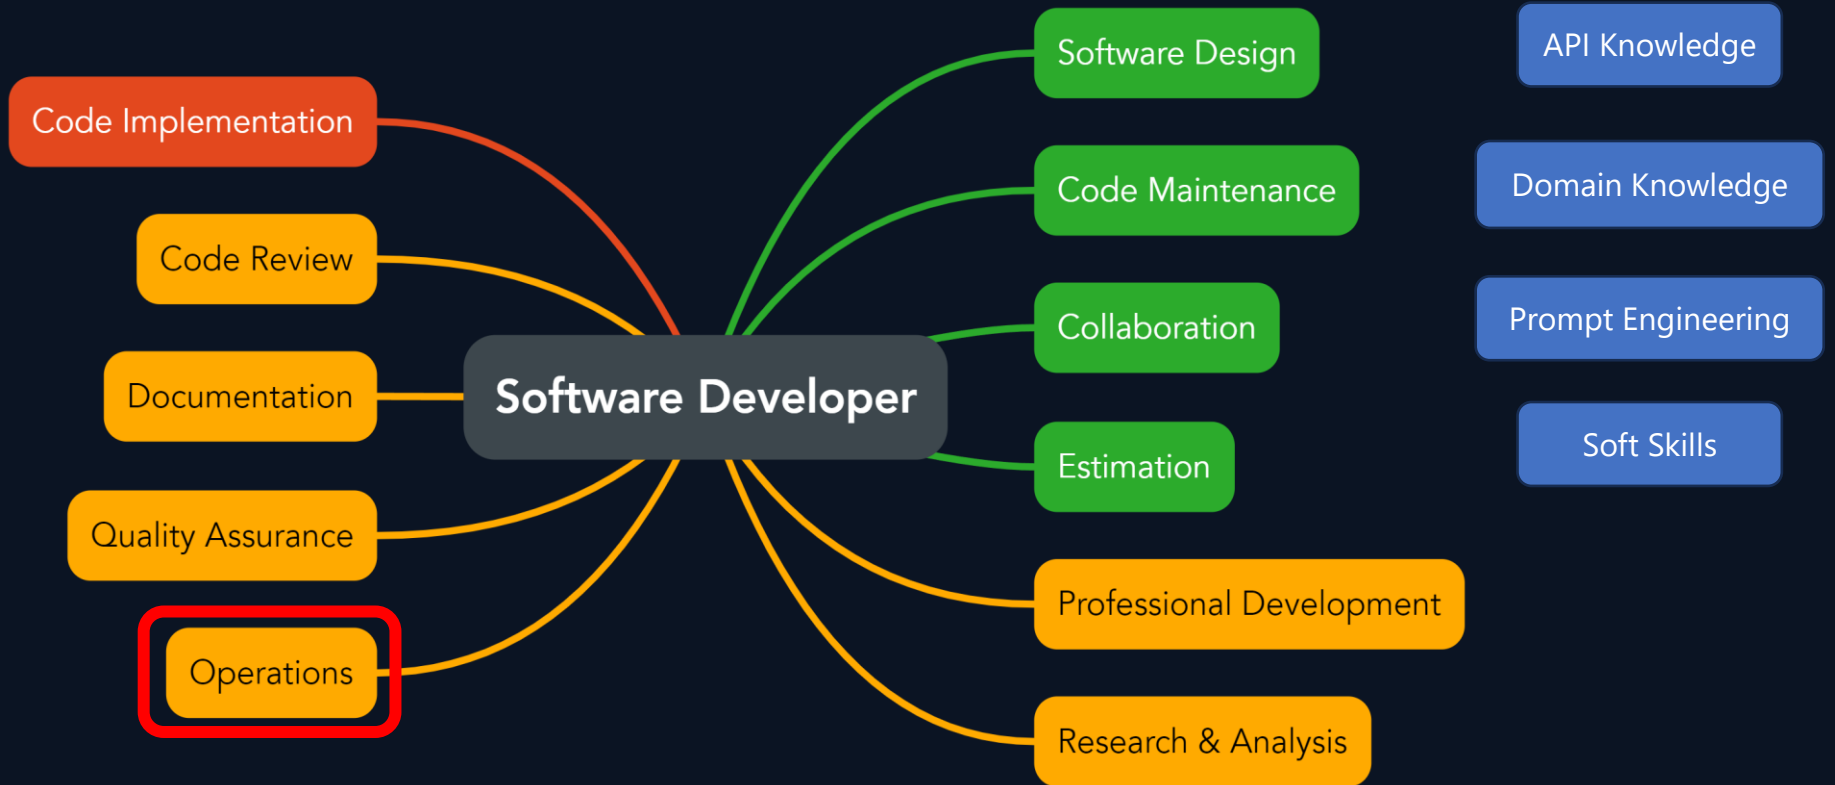 Code Implementation
Code Review
Documentation
Quality Assurance
Operations
Software Developer
Software Design
Code Maintenance
Collaboration
Estimation
Professional Development
Research & Analysis
API Knowledge
Domain Knowledge
Prompt Engineering
Soft Skills